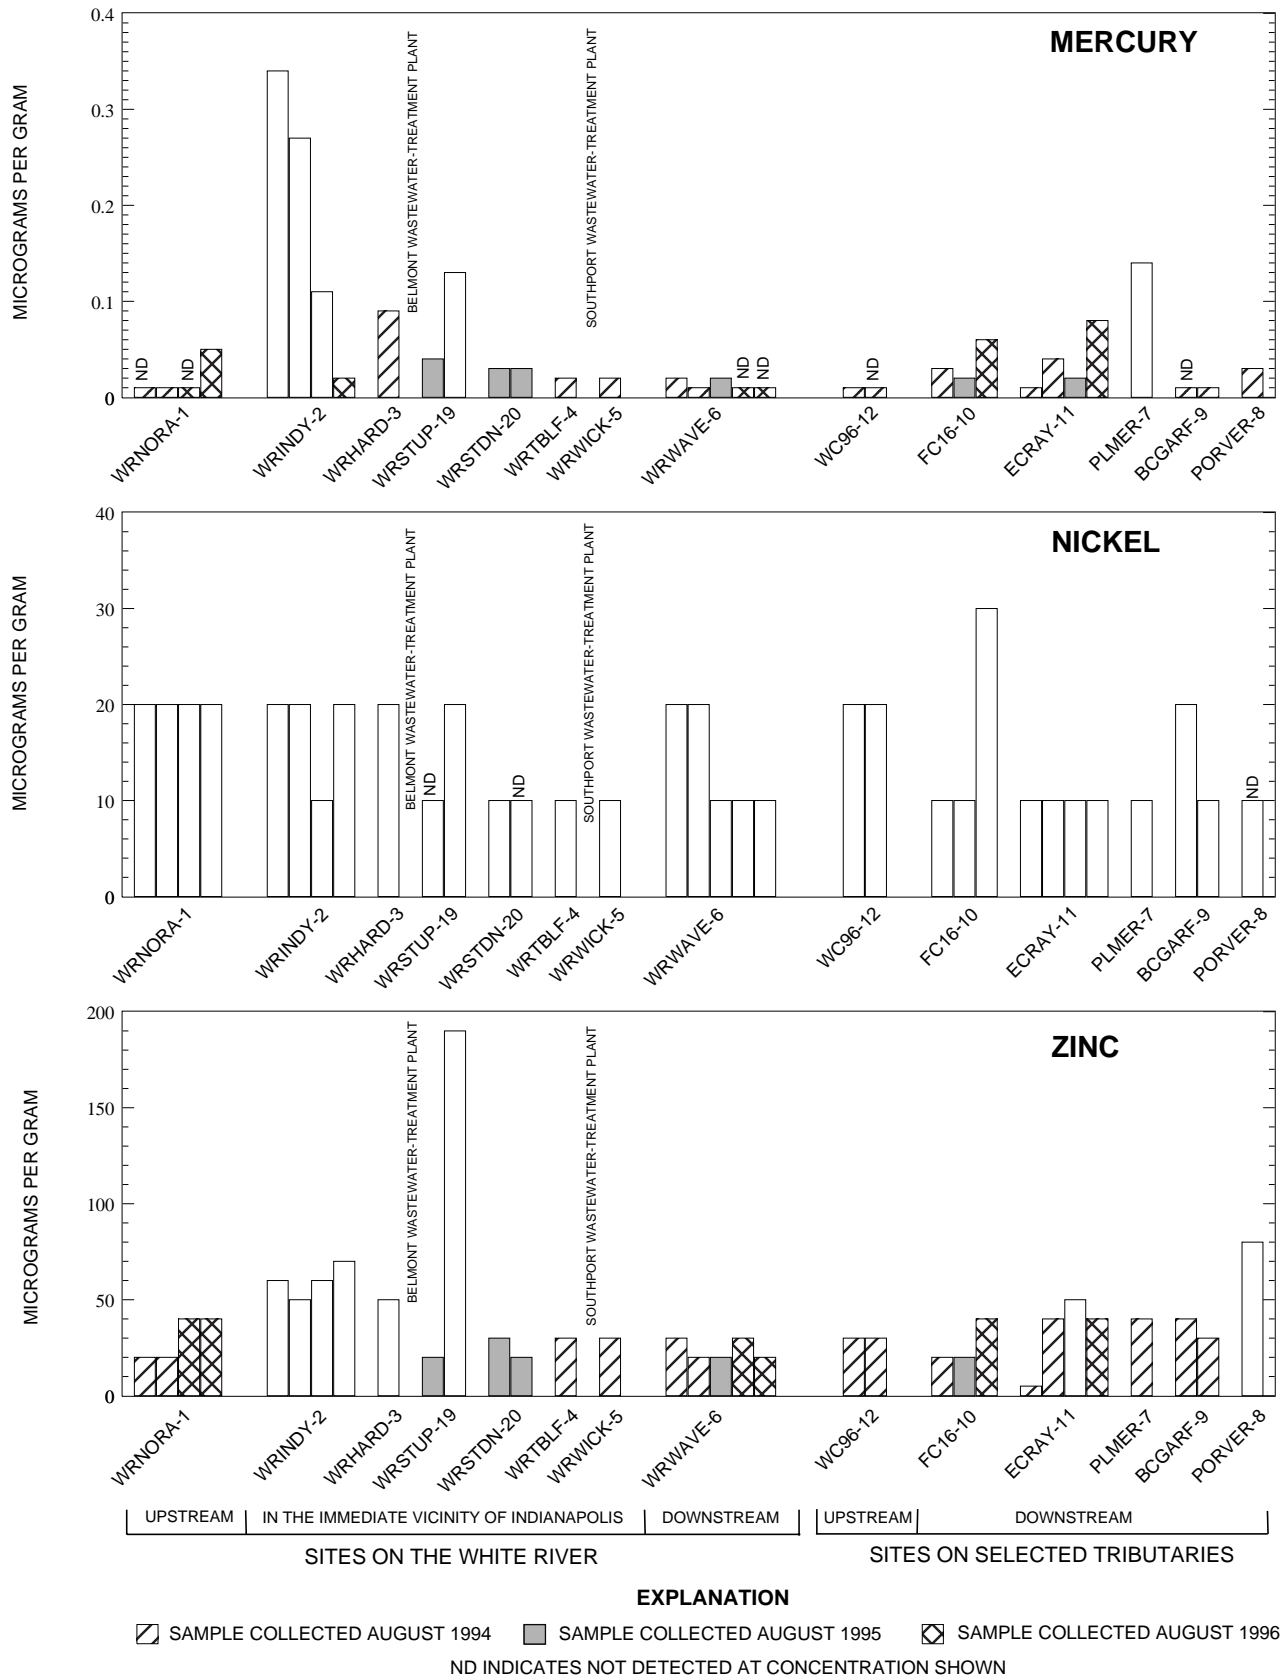 MERCURY
MICROGRAMS PER GRAM
0.4
0.3
0.2
0.1
0
BELMONT WASTEWATER-TREATMENT PLANT
SOUTHPORT WASTEWATER-TREATMENT PLANT
ND
ND
ND
ND
ND
ND
WRNORA-1
WRINDY-2
WRHARD-3
WRSTUP-19
WRSTDN-20
WRTBLF-4
WRWICK-5
WRWAVE-6
WC96-12
FC16-10
ECRAY-11
PLMER-7
BCGARF-9
PORVER-8
NICKEL
MICROGRAMS PER GRAM
40
30
20
10
0
BELMONT WASTEWATER-TREATMENT PLANT
SOUTHPORT WASTEWATER-TREATMENT PLANT
ND
ND
ND
WRNORA-1
WRINDY-2
WRHARD-3
WRSTUP-19
WRSTDN-20
WRTBLF-4
WRWICK-5
WRWAVE-6
WC96-12
FC16-10
ECRAY-11
PLMER-7
BCGARF-9
PORVER-8
ZINC
MICROGRAMS PER GRAM
200
150
100
50
0
BELMONT WASTEWATER-TREATMENT PLANT
SOUTHPORT WASTEWATER-TREATMENT PLANT
WRNORA-1
WRINDY-2
WRHARD-3
WRSTUP-19
WRSTDN-20
WRTBLF-4
WRWICK-5
WRWAVE-6
WC96-12
FC16-10
ECRAY-11
PLMER-7
BCGARF-9
PORVER-8
UPSTREAM IN THE IMMEDIATE VICINITY OF INDIANAPOLIS DOWNSTREAM UPSTREAM DOWNSTREAM
SITES ON THE WHITE RIVER SITES ON SELECTED TRIBUTARIES
EXPLANATION
SAMPLE COLLECTED AUGUST 1994 SAMPLE COLLECTED AUGUST 1995 SAMPLE COLLECTED AUGUST 1996
ND INDICATES NOT DETECTED AT CONCENTRATION SHOWN